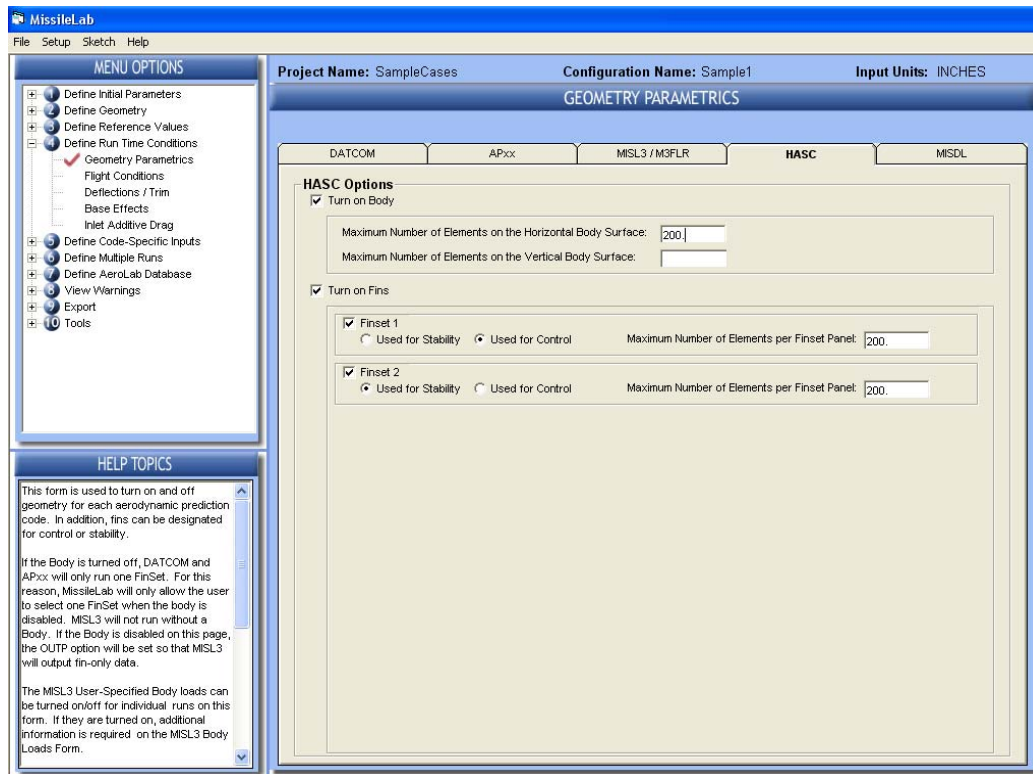 MissileLab
File Setup Sketch Help
MENU OPTIONS
1 Define Initial Parameters
2 Define Geometry
3 Define Reference Values
4 Define Run Time Conditions
Geometry Parametrics
Flight Conditions
Deflections / Trim
Base Effects
Inlet Additive Drag
5 Define Code-Specific Inputs
6 Define Multiple Runs
7 Define AeroLab Database
8 View Warnings
9 Export
10 Tools
HELP TOPICS
This form is used to turn on and off
geometry for each aerodynamic prediction
code. In addition, fins can be designated
for control or stability.
If the Body is turned off, DATCOM and
APxx will only run one FinSet. For this
reason, MissileLab will only allow the user
to select one FinSet when the body is
disabled. MISL3 will not run without a
Body. If the Body is disabled on this page,
the OUTP option will be set so that MISL3
will output fin-only data.
The MISL3 User-Specified Body loads can
be turned on/off for individual runs on this
form. If they are turned on, additional
information is required on the MISL3 Body
Loads Form.
Project Name: SampleCases Configuration Name: Sample1 Input Units: INCHES
GEOMETRY PARAMETRICS
DATCOM APxx MISL3 / M3FLR HASC MISDL
HASC Options
Turn on Body
Maximum Number of Elements on the Horizontal Body Surface: 200.
Maximum Number of Elements on the Vertical Body Surface:
Turn on Fins
Finset 1
Used for Stability Used for Control Maximum Number of Elements per Finset Panel: 200.
Finset 2
Used for Stability Used for Control Maximum Number of Elements per Finset Panel: 200.